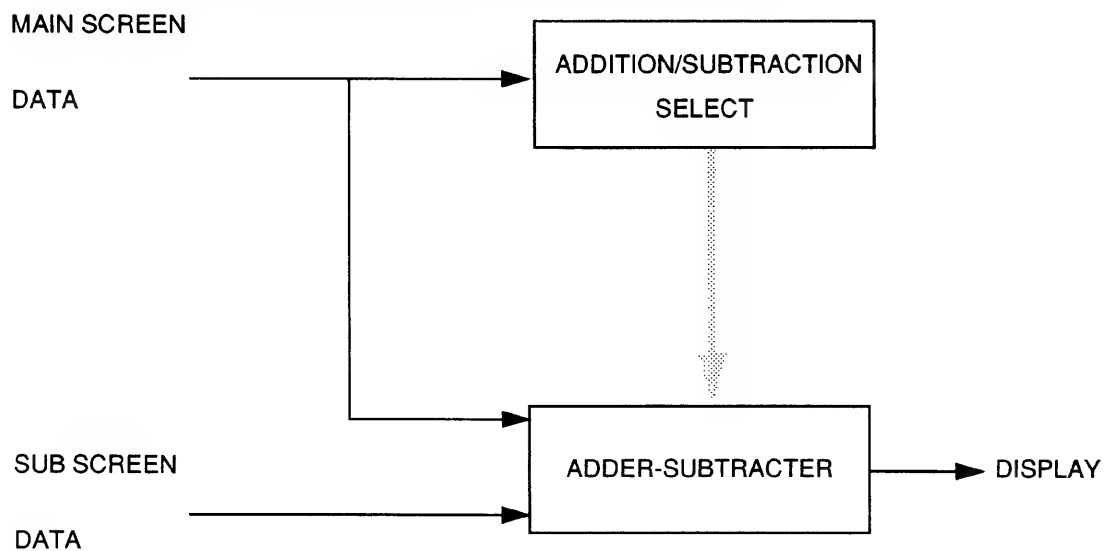 MAIN SCREEN
DATA
ADDITION/SUBTRACTION
SELECT
SUB SCREEN
DATA
ADDER-SUBTRACTER
DISPLAY